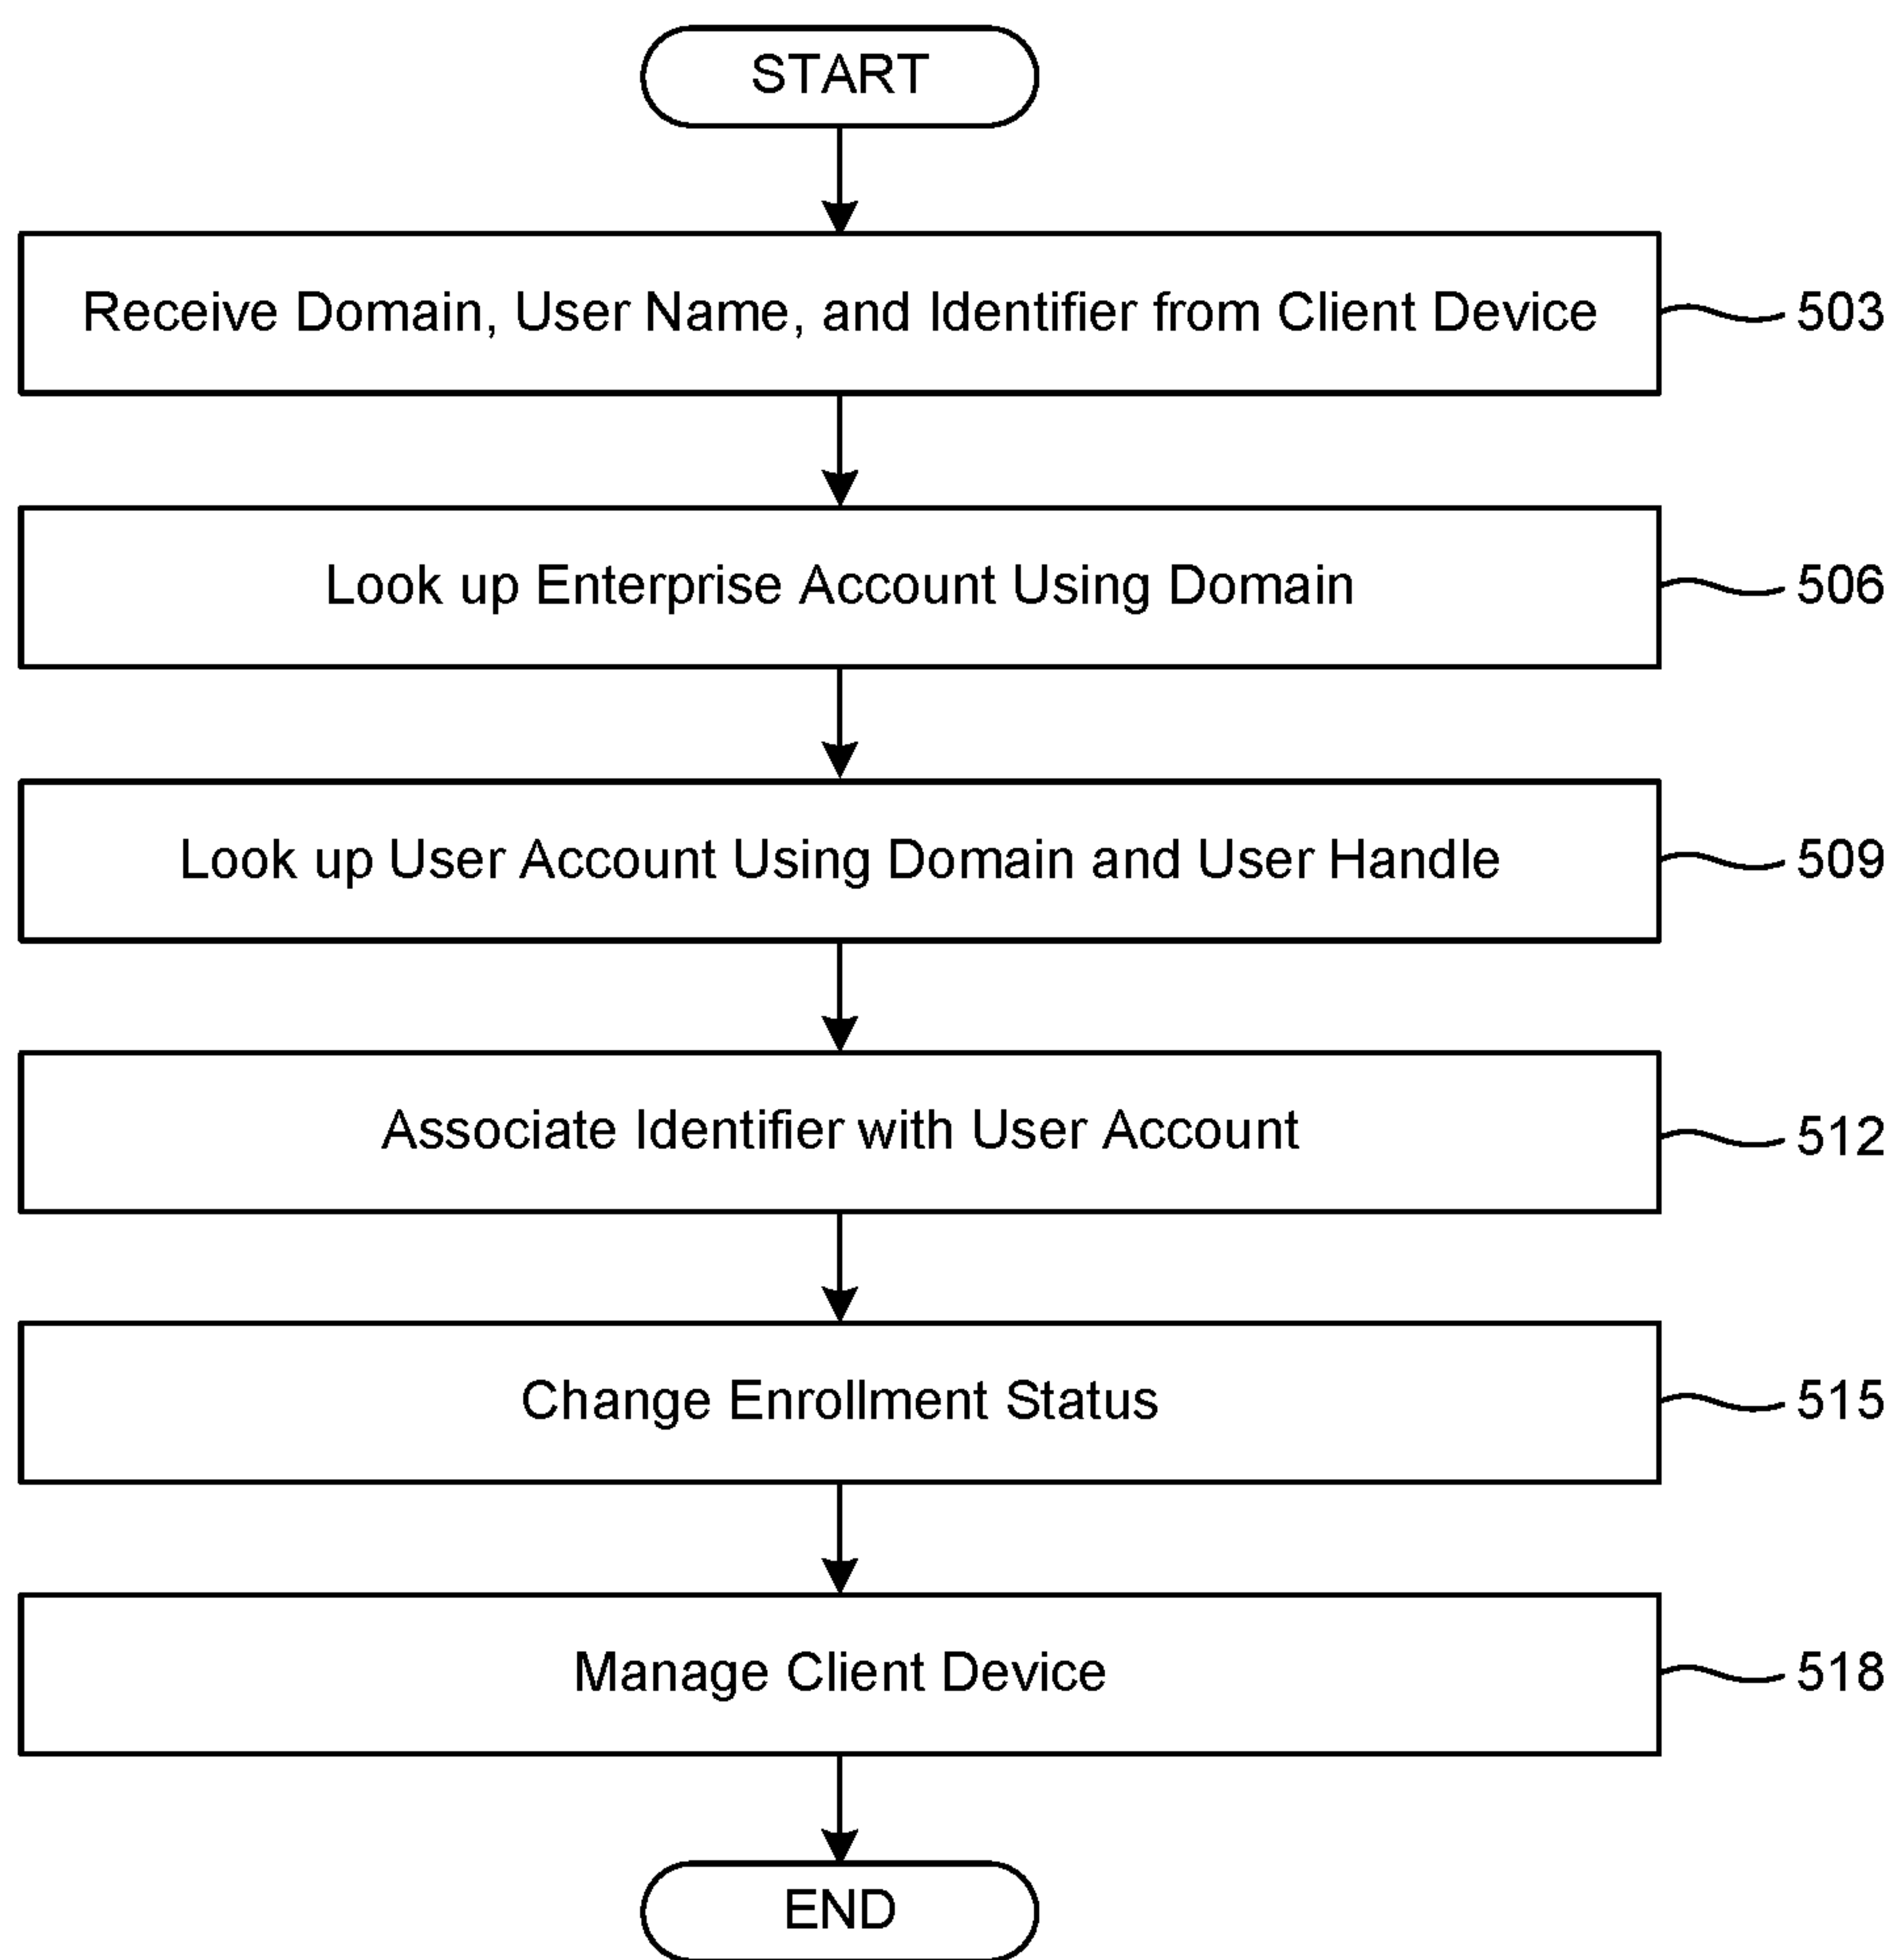 START
Receive Domain, User Name, and Identifier from Client Device
503
Look up Enterprise Account Using Domain
506
Look up User Account Using Domain and User Handle
509
Associate Identifier with User Account
512
Change Enrollment Status
515
Manage Client Device
518
END